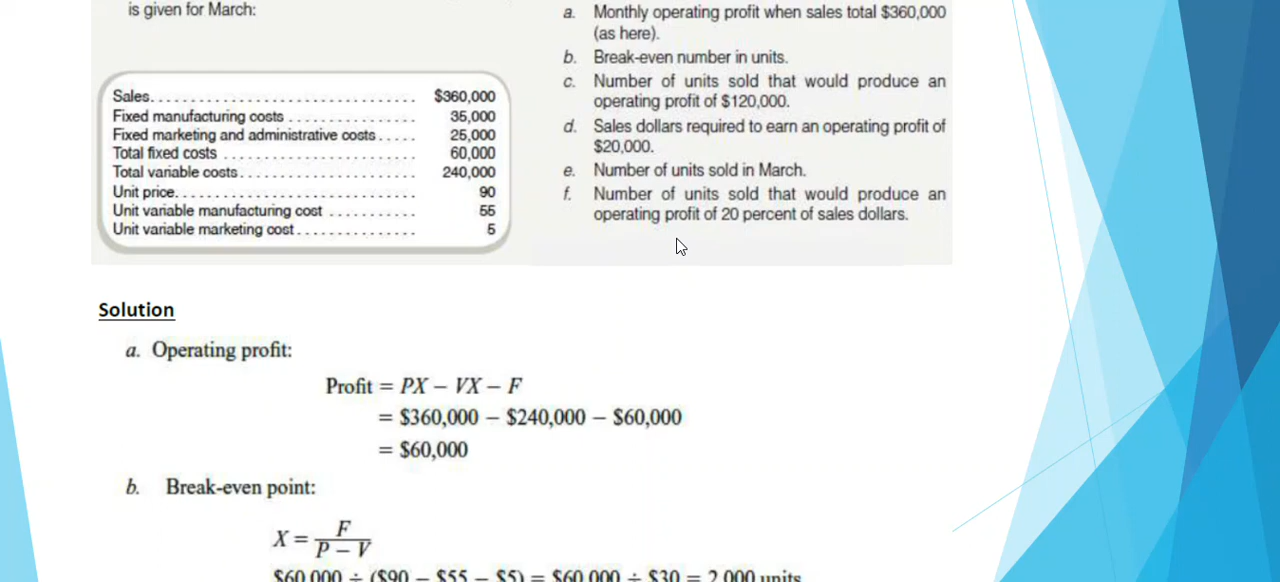 is given for March:
Sales. . . . . . . . . . . . . . . . . . . . . . . . . . . . . . . . $360,000
Fixed manufacturing costs . . . . . . . . . . . . . . . 35,000
Fixed marketing and administrative costs . . . . . 25,000
Total fixed costs . . . . . . . . . . . . . . . . . . . . . . . 60,000
Total variable costs. . . . . . . . . . . . . . . . . . . . . 240,000
Unit price. . . . . . . . . . . . . . . . . . . . . . . . . . . . . 90
Unit variable manufacturing cost . . . . . . . . . . . 55
Unit variable marketing cost . . . . . . . . . . . . . . . 5
a. Monthly operating profit when sales total $360,000
(as here).
b. Break-even number in units.
c. Number of units sold that would produce an
operating profit of $120,000.
d. Sales dollars required to earn an operating profit of
$20,000.
e. Number of units sold in March.
f. Number of units sold that would produce an
operating profit of 20 percent of sales dollars.
Solution
a. Operating profit:
Profit = PX − VX − F
= $360,000 − $240,000 − $60,000
= $60,000
b. Break-even point:
X = F / P − V
$60,000 ÷ ($90 − $55 − $5) = $60,000 ÷ $30 = 2,000 units